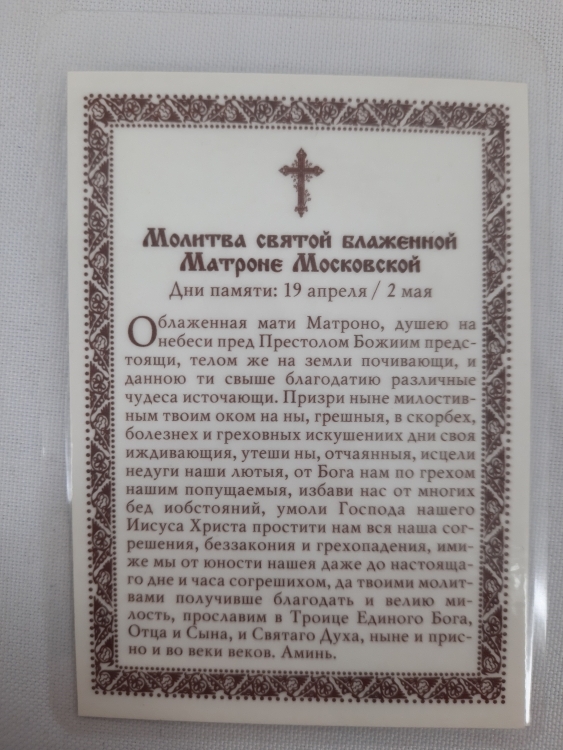 Молитва святой блаженной
Матроне Московской
Дни памяти: 19 апреля / 2 мая
О блаженная мати Матроно, душею на
небеси пред Престолом Божиим предс-
тоящи, телом же на земли почивающи, и
данною ти свыше благодатию различные
чудеса источающи. Призри ныне милостив-
ным твоим оком на ны, грешныя, в скорбех,
болезнех и греховных искушениих дни своя
иждивающия, утеши ны, отчаянныя, исцели
недуги наши лютыя, от Бога нам по грехом
нашим попущаемыя, избави нас от многих
бед иобстояний, умоли Господа нашего
Иисуса Христа простити нам вся наша сог-
решения, беззакония и грехопадения, ими-
же мы от юности нашея даже до настояща-
го дне и часа согрешихом, да твоими молит-
вами получивше благодать и велию ми-
лость, прославим в Троице Единого Бога,
Отца и Сына, и Святаго Духа, ныне и прис-
но и во веки веков. Аминь.